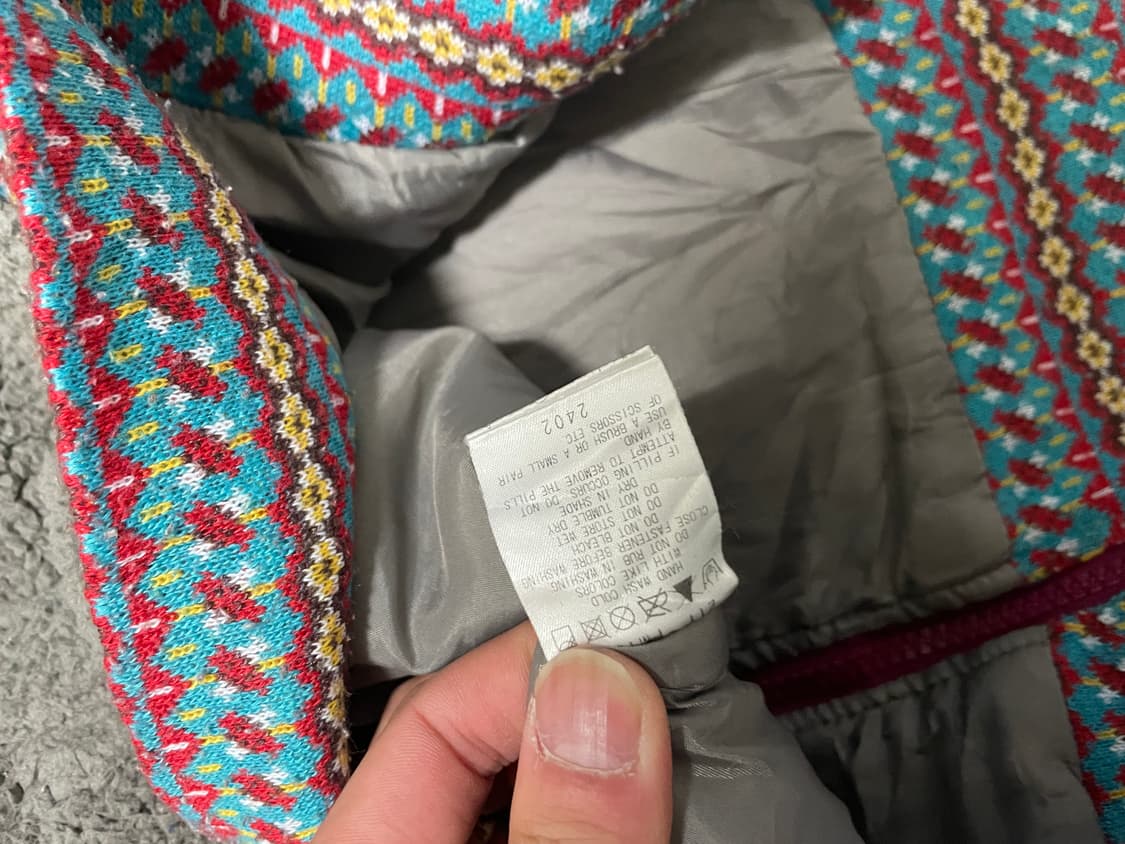 HAND WASH COLD
WITH LIKE COLORS
DO NOT RUB IN WASHING
CLOSE FASTENER BEFORE WASHING
DO NOT BLEACH
DO NOT STORE WET
DO NOT TUMBLE DRY
DRY IN SHADE
IF PILLING OCCURS, DO NOT
ATTEMPT TO REMOVE THE PILLS
BY HAND
USE A BRUSH OR A SMALL PAIR
OF SCISSORS ETC
2402